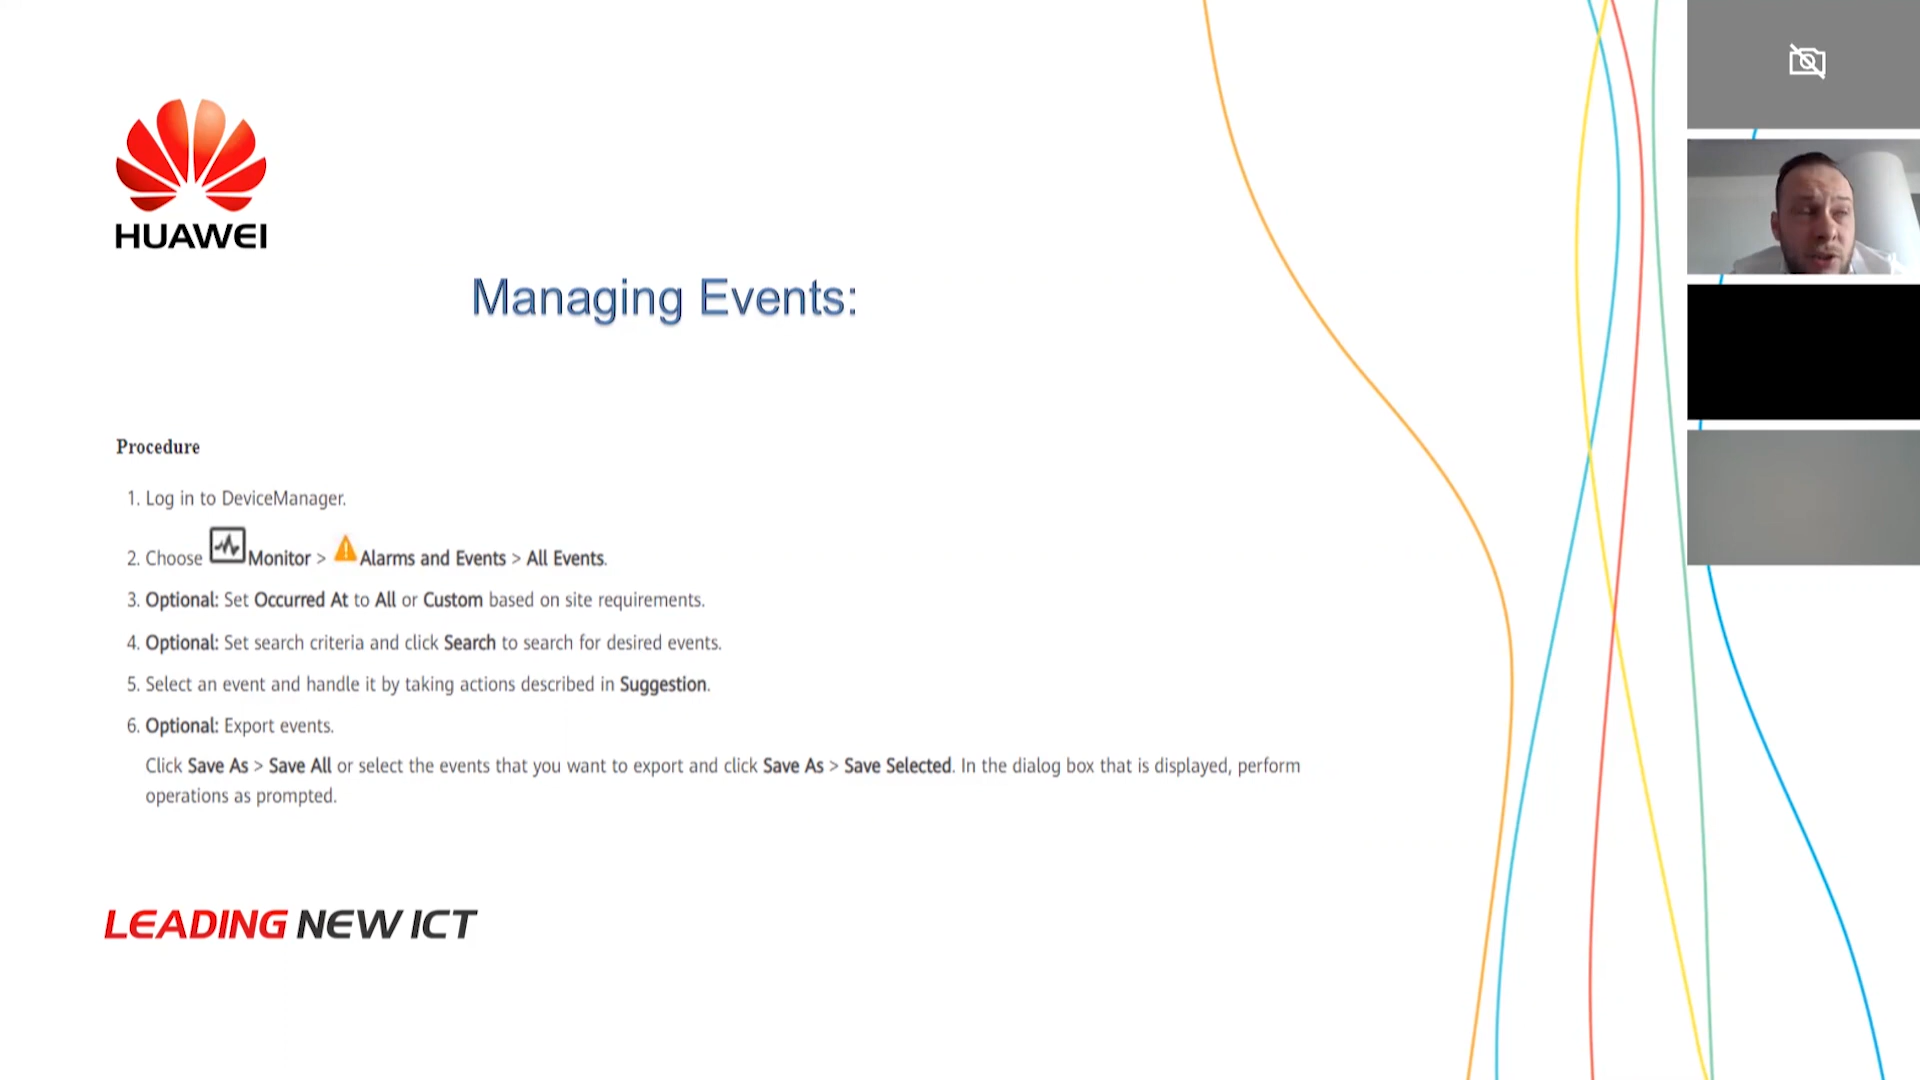 HUAWEI
Managing Events:
Procedure
1. Log in to DeviceManager.
2. Choose Monitor > Alarms and Events > All Events.
3. Optional: Set Occurred At to All or Custom based on site requirements.
4. Optional: Set search criteria and click Search to search for desired events.
5. Select an event and handle it by taking actions described in Suggestion.
6. Optional: Export events.
Click Save As > Save All or select the events that you want to export and click Save As > Save Selected. In the dialog box that is displayed, perform
operations as prompted.
LEADING NEW ICT